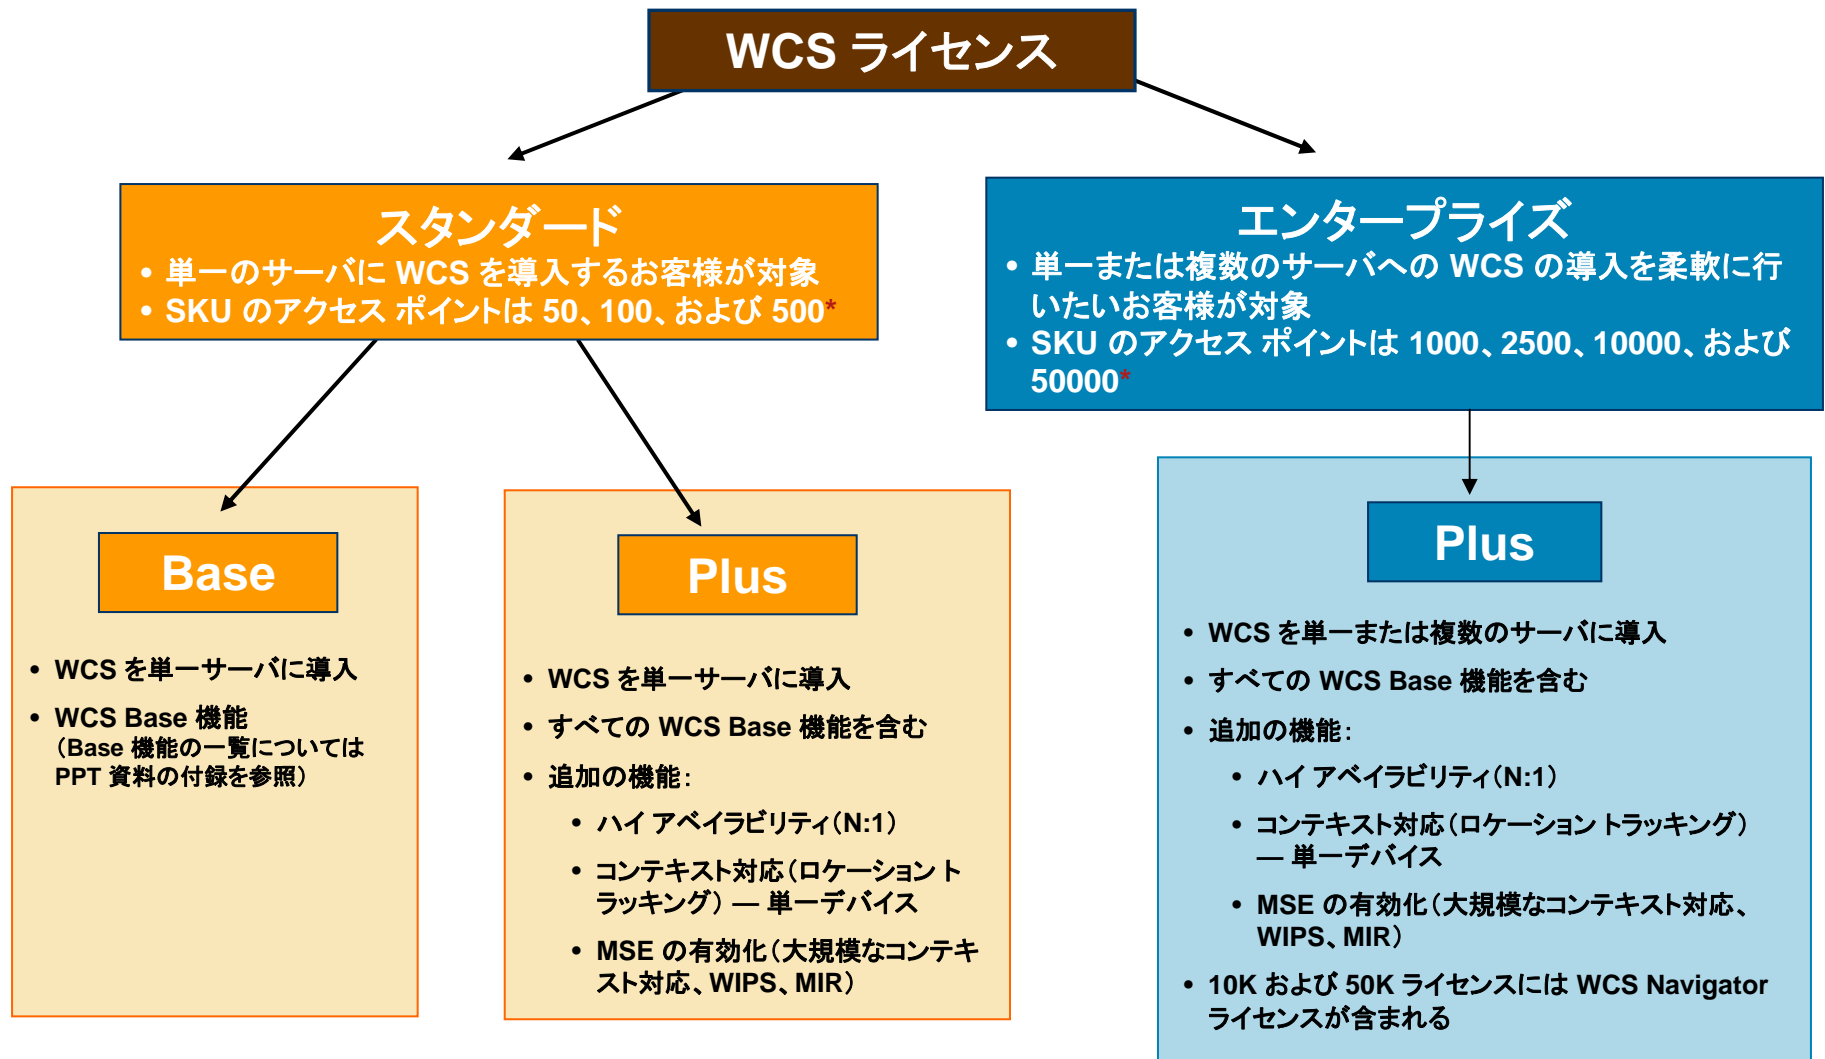 WCS ライセンス
スタンダード
• 単一のサーバに WCS を導入するお客様が対象
• SKU のアクセス ポイントは 50、100、および 500*
エンタープライズ
• 単一または複数のサーバへの WCS の導入を柔軟に行
いたいお客様が対象
• SKU のアクセス ポイントは 1000、2500、10000、および
50000*
Base
• WCS を単一サーバに導入
• WCS Base 機能
（Base 機能の一覧については
PPT 資料の付録を参照）
Plus
• WCS を単一サーバに導入
• すべての WCS Base 機能を含む
• 追加の機能：
• ハイ アベイラビリティ（N:1）
• コンテキスト対応（ロケーション ト
ラッキング） — 単一デバイス
• MSE の有効化（大規模なコンテキ
スト対応、WIPS、MIR）
Plus
• WCS を単一または複数のサーバに導入
• すべての WCS Base 機能を含む
• 追加の機能：
• ハイ アベイラビリティ（N:1）
• コンテキスト対応（ロケーション トラッキング）
— 単一デバイス
• MSE の有効化（大規模なコンテキスト対応、
WIPS、MIR）
• 10K および 50K ライセンスには WCS Navigator
ライセンスが含まれる